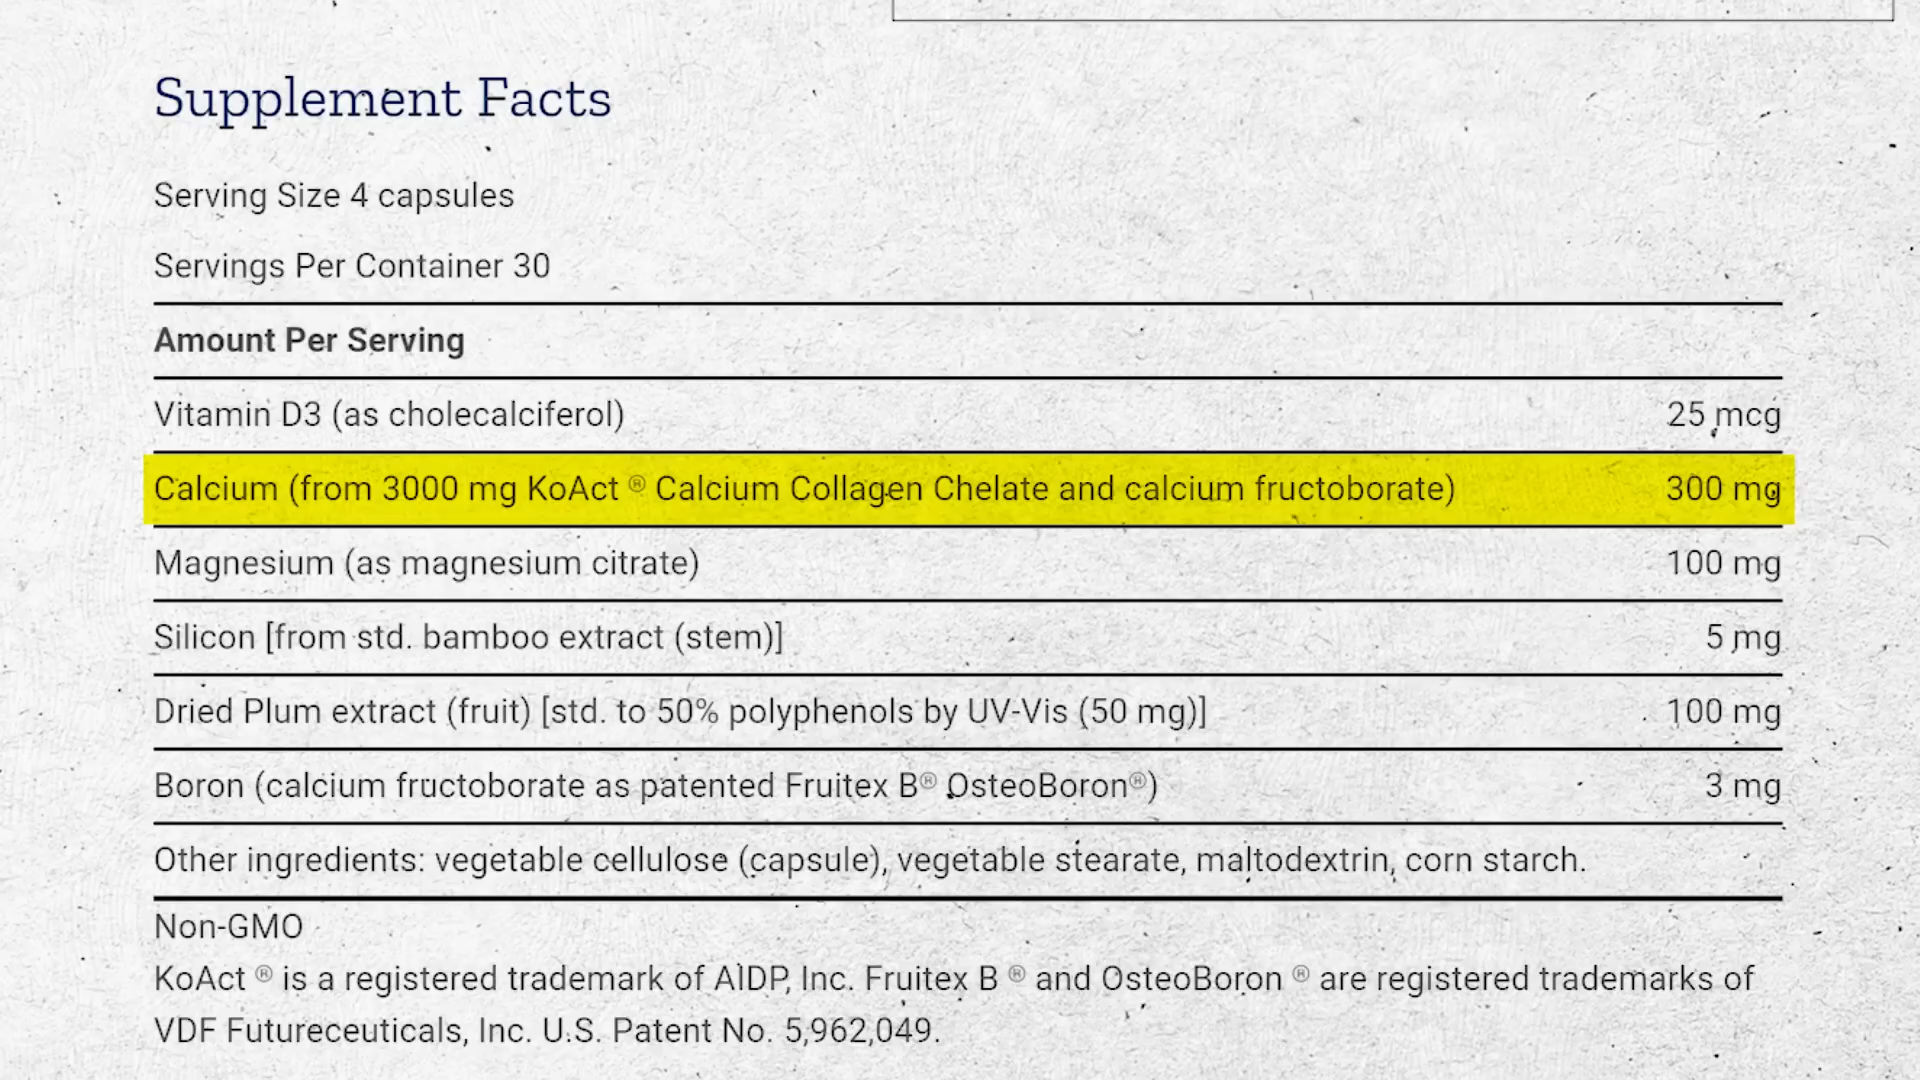 Supplement Facts
Serving Size 4 capsules
Servings Per Container 30
Amount Per Serving
Vitamin D3 (as cholecalciferol) 25 mcg
Calcium (from 3000 mg KoAct ® Calcium Collagen Chelate and calcium fructoborate) 300 mg
Magnesium (as magnesium citrate) 100 mg
Silicon [from std. bamboo extract (stem)] 5 mg
Dried Plum extract (fruit) [std. to 50% polyphenols by UV-Vis (50 mg)] 100 mg
Boron (calcium fructoborate as patented Fruitex B® OsteoBoron®) 3 mg
Other ingredients: vegetable cellulose (capsule), vegetable stearate, maltodextrin, corn starch.
Non-GMO
KoAct ® is a registered trademark of AIDP, Inc. Fruitex B ® and OsteoBoron ® are registered trademarks of
VDF Futureceuticals, Inc. U.S. Patent No. 5,962,049.